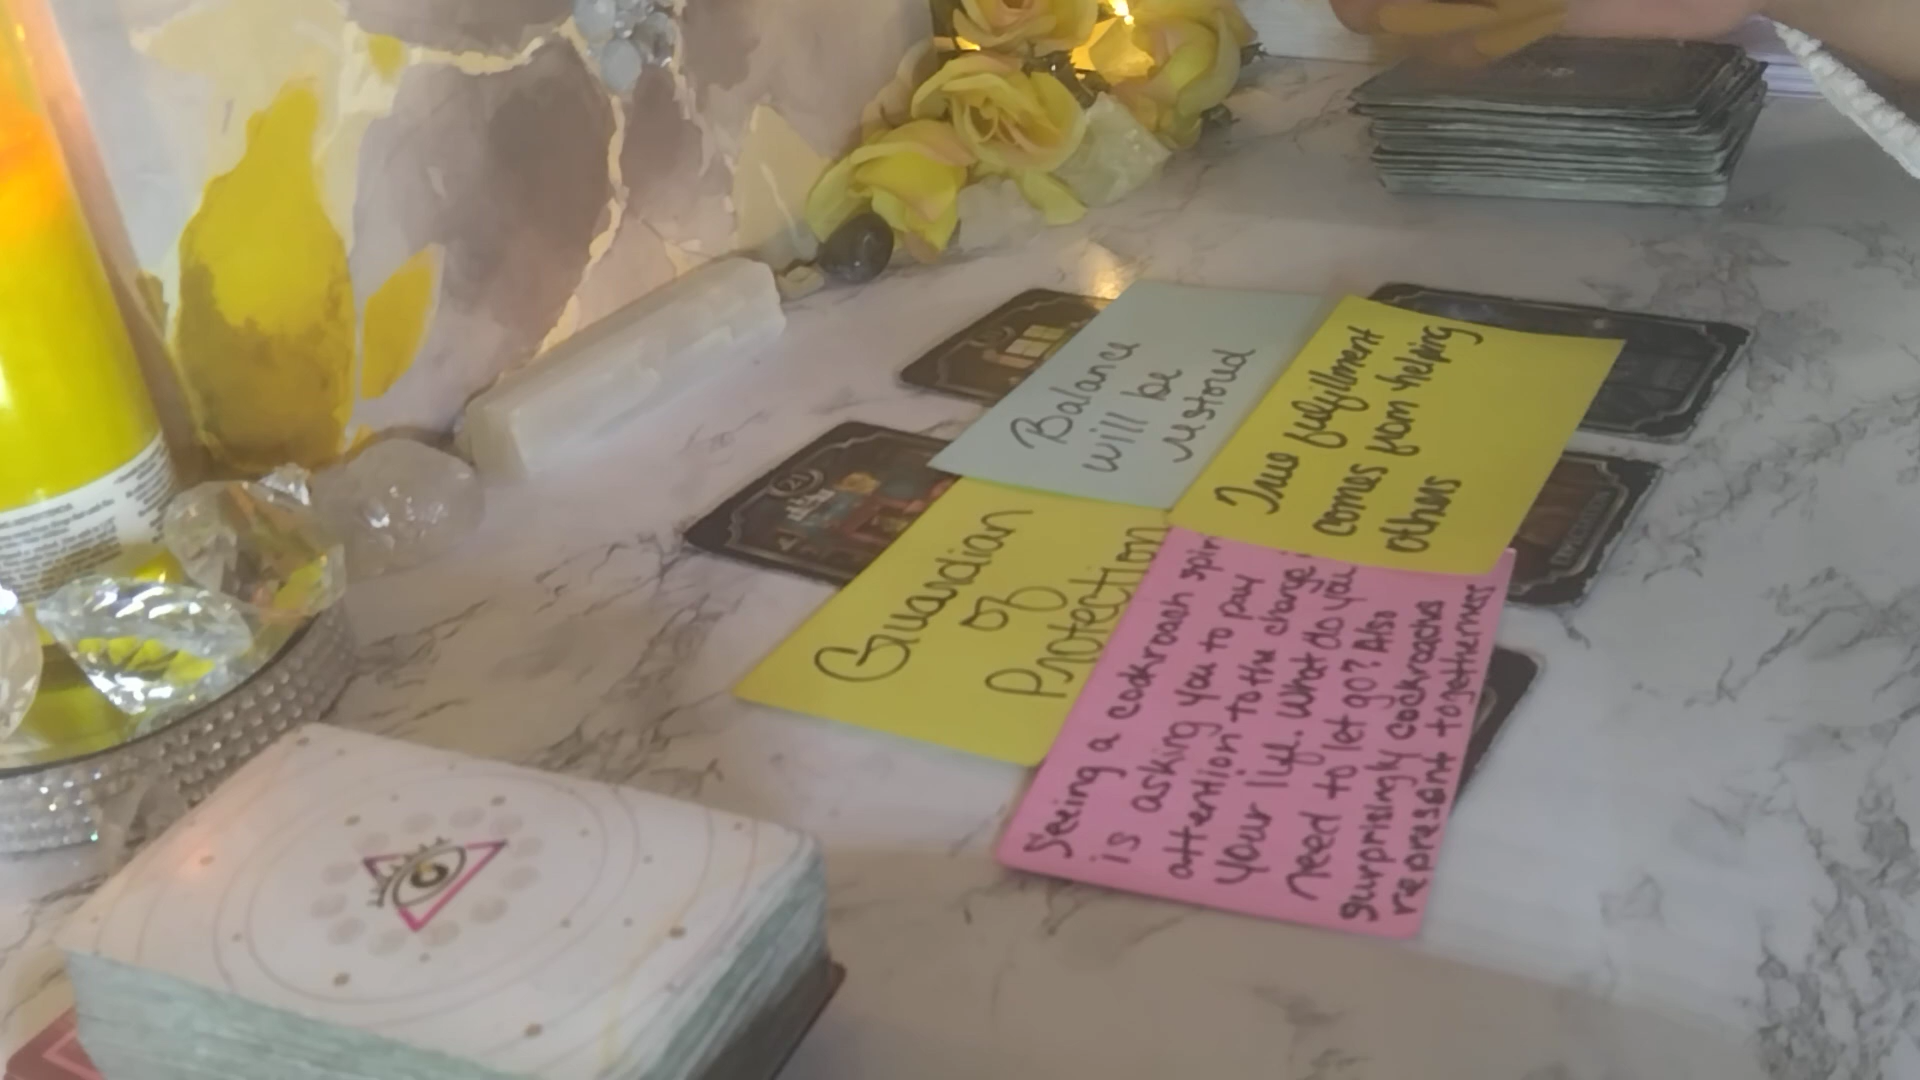 Balance
will be
restored
True fulfillment
comes from helping
others
Guardian
of
Protection
Seeing a cockroach spiri
is asking you to pay
attention to the change i
your life. What do you
need to let go? Also
surprisingly cockroachs
represent togetherness
21